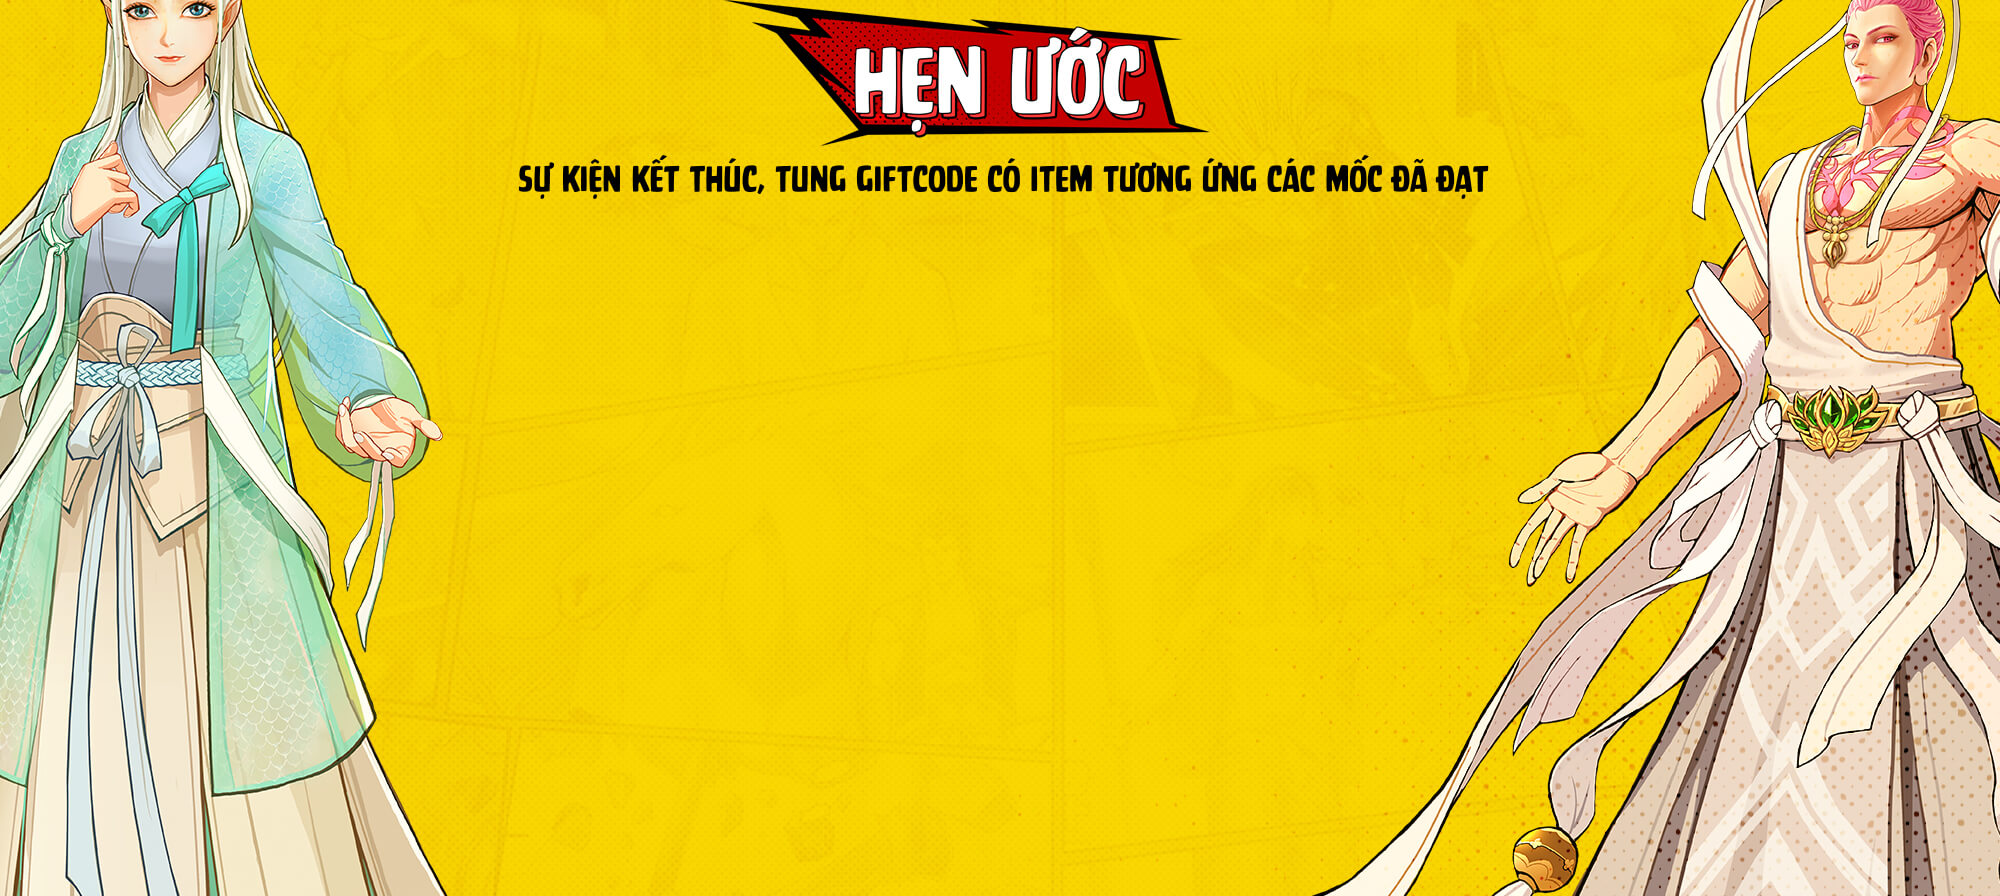 HẸN ƯỚC
SỰ KIỆN KẾT THÚC, TUNG GIFTCODE CÓ ITEM TƯƠNG ỨNG CÁC MỐC ĐÃ ĐẠT